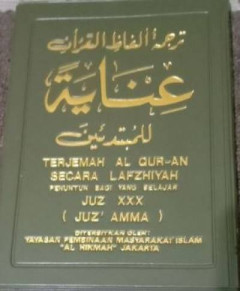 ترجمة ألفاظ القرآن
عناية
للمبتدئين
TERJEMAH AL QUR-AN
SECARA LAFZHIYAH
PENUNTUN BAGI YANG BELAJAR
JUZ XXX
( JUZ' AMMA )
DITERBITKAN OLEH:
YAYASAN PEMBINAAN MASYARAKAT ISLAM
"AL HIKMAH" JAKARTA